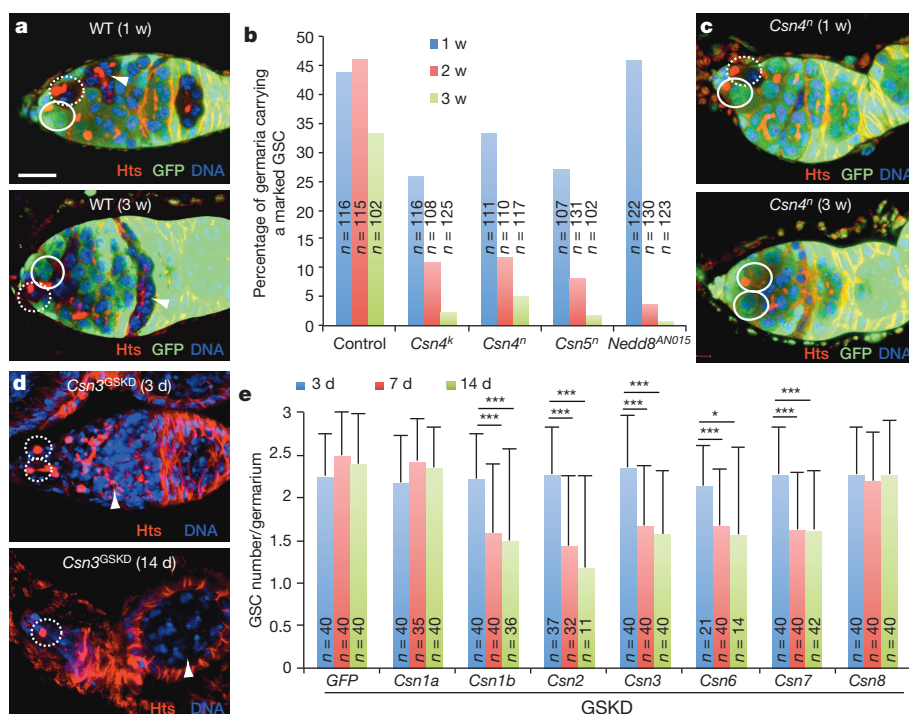 a
WT (1 w)
Hts GFP DNA
WT (3 w)
Hts GFP DNA
b
Percentage of germaria carrying
a marked GSC
50
45
40
35
30
25
20
15
10
5
0
1 w
2 w
3 w
n = 116
n = 115
n = 102
n = 116
n = 108
n = 125
n = 111
n = 110
n = 117
n = 107
n = 131
n = 102
n = 122
n = 130
n = 123
Control
Csn4k
Csn4n
Csn5n
Nedd8AN015
c
Csn4n (1 w)
Hts GFP DNA
Csn4n (3 w)
Hts GFP DNA
d
Csn3GSKD (3 d)
Hts DNA
Csn3GSKD (14 d)
Hts DNA
e
3 d
7 d
14 d
GSC number/germarium
3
2.5
2
1.5
1.0
0.5
0
***
***
***
***
***
***
*
***
***
***
n = 40
n = 40
n = 40
n = 40
n = 35
n = 40
n = 40
n = 40
n = 36
n = 37
n = 32
n = 11
n = 40
n = 40
n = 40
n = 21
n = 40
n = 14
n = 40
n = 40
n = 42
n = 40
n = 40
n = 40
GFP
Csn1a
Csn1b
Csn2
Csn3
Csn6
Csn7
Csn8
GSKD